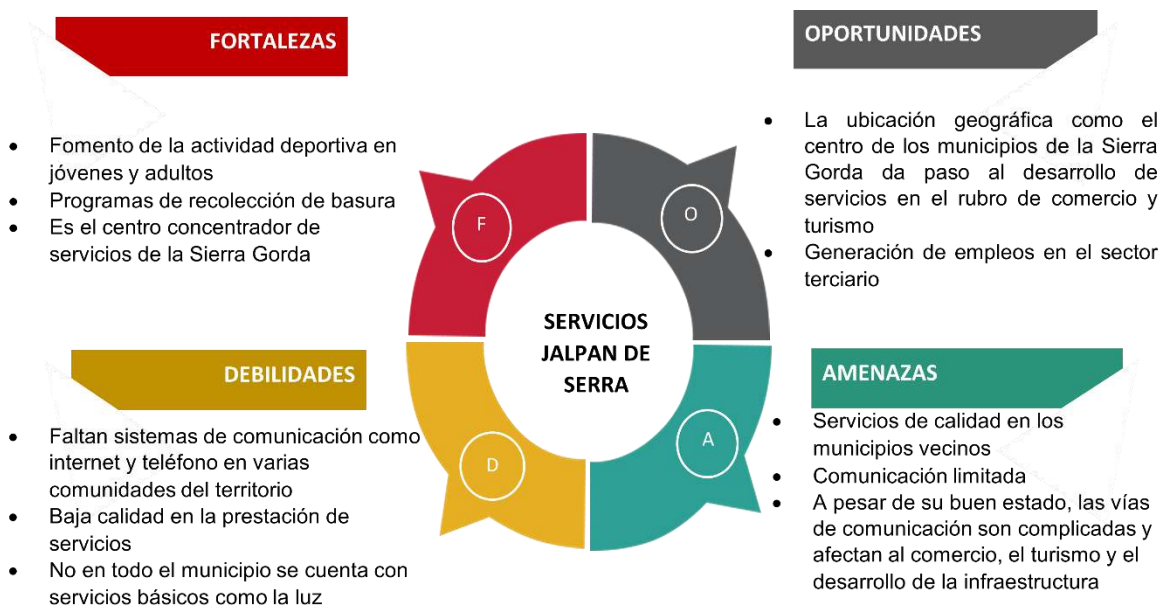 FORTALEZAS
• Fomento de la actividad deportiva en
jóvenes y adultos
• Programas de recolección de basura
• Es el centro concentrador de
servicios de la Sierra Gorda
OPORTUNIDADES
• La ubicación geográfica como el
centro de los municipios de la Sierra
Gorda da paso al desarrollo de
servicios en el rubro de comercio y
turismo
• Generación de empleos en el sector
terciario
F
O
SERVICIOS
JALPAN DE
SERRA
D
A
DEBILIDADES
• Faltan sistemas de comunicación como
internet y teléfono en varias
comunidades del territorio
• Baja calidad en la prestación de
servicios
• No en todo el municipio se cuenta con
servicios básicos como la luz
AMENAZAS
• Servicios de calidad en los
municipios vecinos
• Comunicación limitada
• A pesar de su buen estado, las vías
de comunicación son complicadas y
afectan al comercio, el turismo y el
desarrollo de la infraestructura